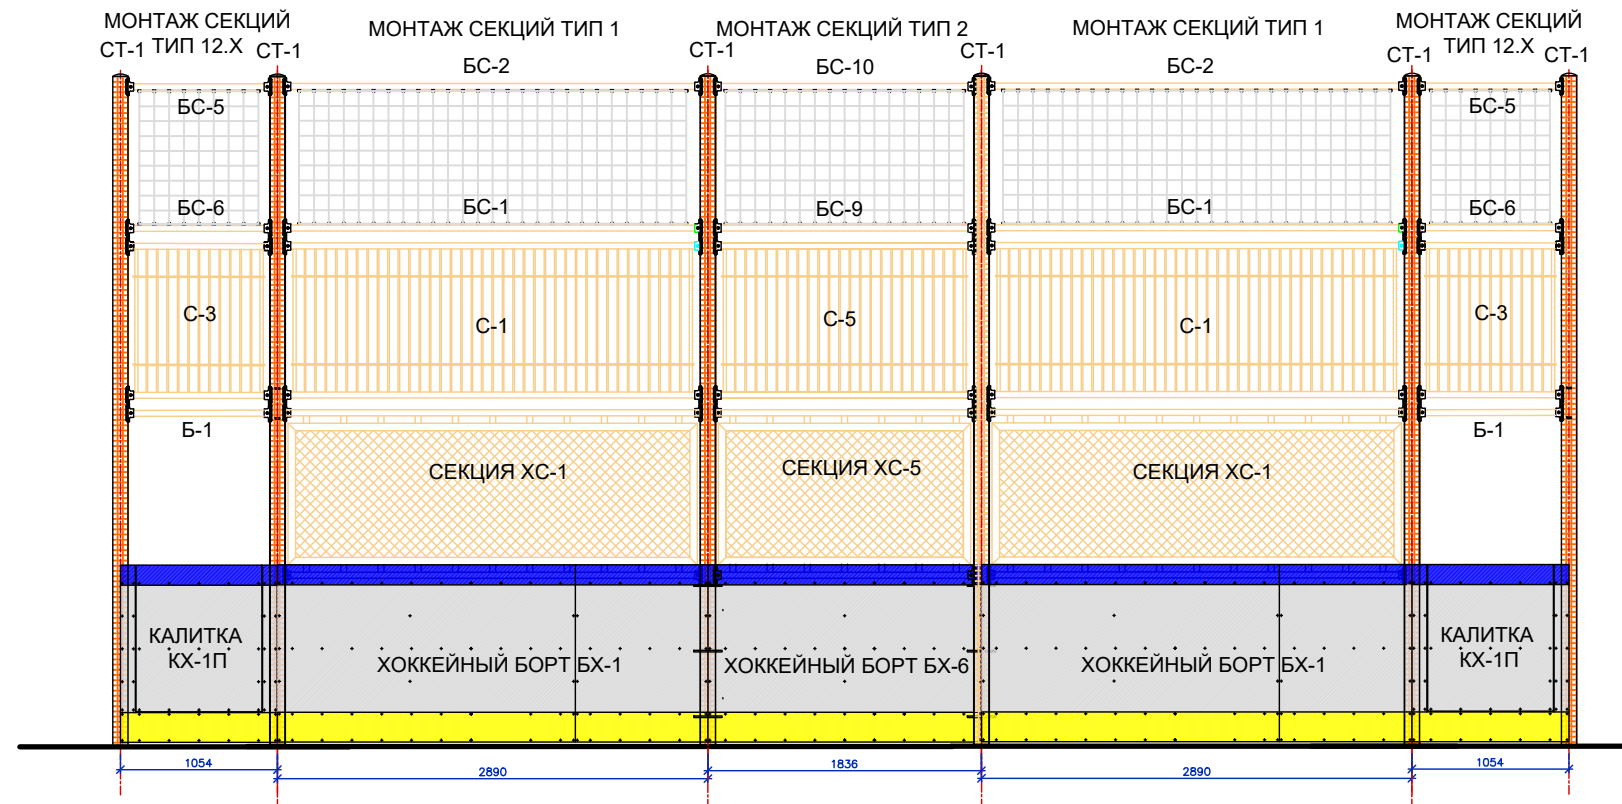 МОНТАЖ СЕКЦИЙ
ТИП 12.Х
МОНТАЖ СЕКЦИЙ ТИП 1
МОНТАЖ СЕКЦИЙ ТИП 2
МОНТАЖ СЕКЦИЙ ТИП 1
МОНТАЖ СЕКЦИЙ
ТИП 12.Х
СТ-1
СТ-1
СТ-1
СТ-1
СТ-1
СТ-1
БС-2
БС-10
БС-2
БС-5
БС-5
БС-6
БС-1
БС-9
БС-1
БС-6
С-3
С-1
С-5
С-1
С-3
Б-1
Б-1
СЕКЦИЯ ХС-1
СЕКЦИЯ ХС-5
СЕКЦИЯ ХС-1
КАЛИТКА
КХ-1П
ХОККЕЙНЫЙ БОРТ БХ-1
ХОККЕЙНЫЙ БОРТ БХ-6
ХОККЕЙНЫЙ БОРТ БХ-1
КАЛИТКА
КХ-1П
1054
2890
1836
2890
1054